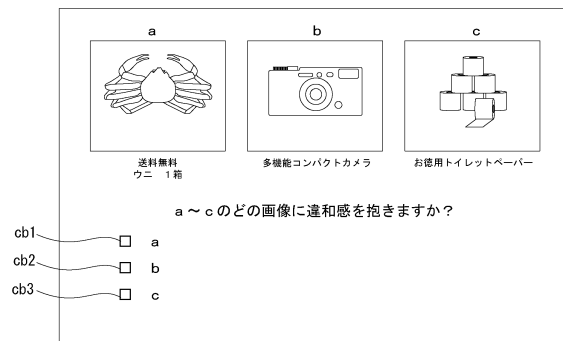 a
b
c
送料無料
ウニ　1箱
多機能コンパクトカメラ
お徳用トイレットペーパー
a～cのどの画像に違和感を抱きますか？
cb1
a
cb2
b
cb3
c